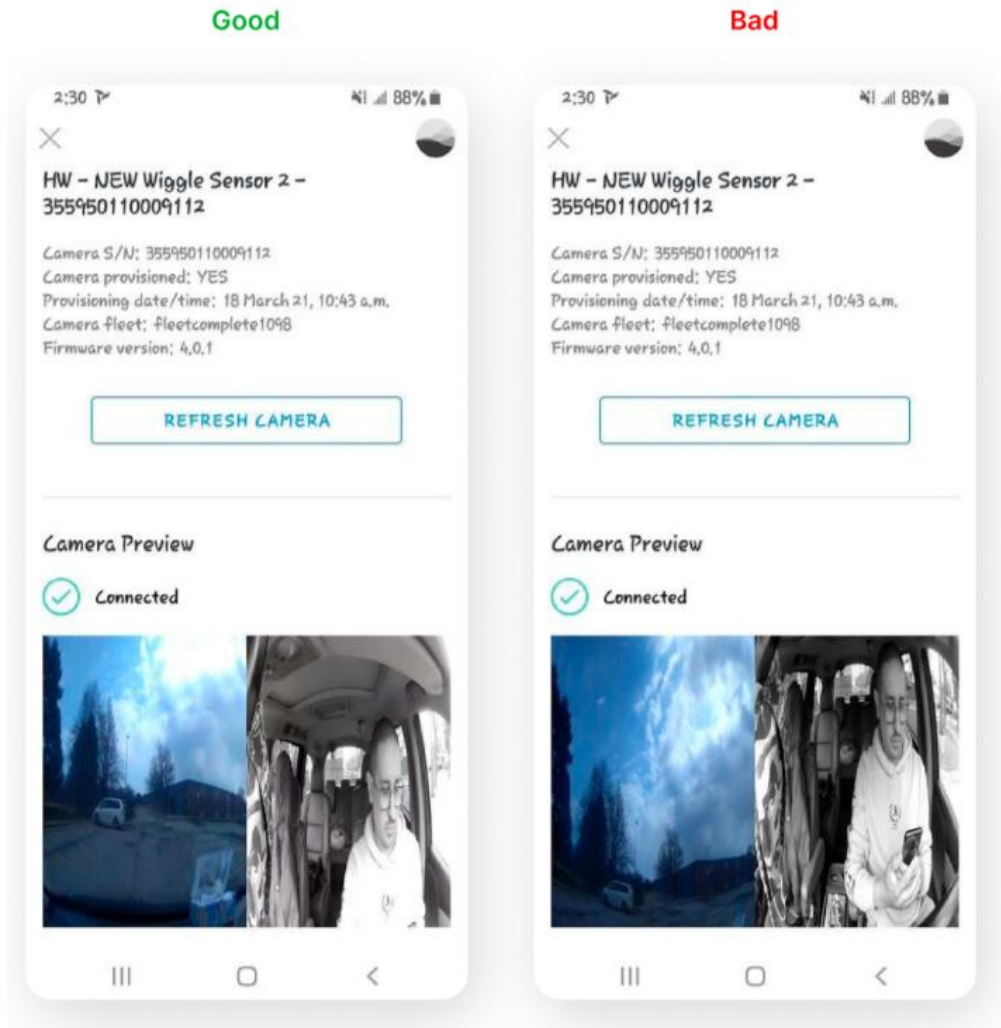 Good
Bad
2:30
88%
HW – NEW Wiggle Sensor 2 –
355950110009112
Camera S/N: 355950110009112
Camera provisioned: YES
Provisioning date/time: 18 March 21, 10:43 a.m.
Camera fleet: fleetcomplete1098
Firmware version: 4.0.1
REFRESH CAMERA
Camera Preview
Connected
2:30
88%
HW – NEW Wiggle Sensor 2 –
355950110009112
Camera S/N: 355950110009112
Camera provisioned: YES
Provisioning date/time: 18 March 21, 10:43 a.m.
Camera fleet: fleetcomplete1098
Firmware version: 4.0.1
REFRESH CAMERA
Camera Preview
Connected